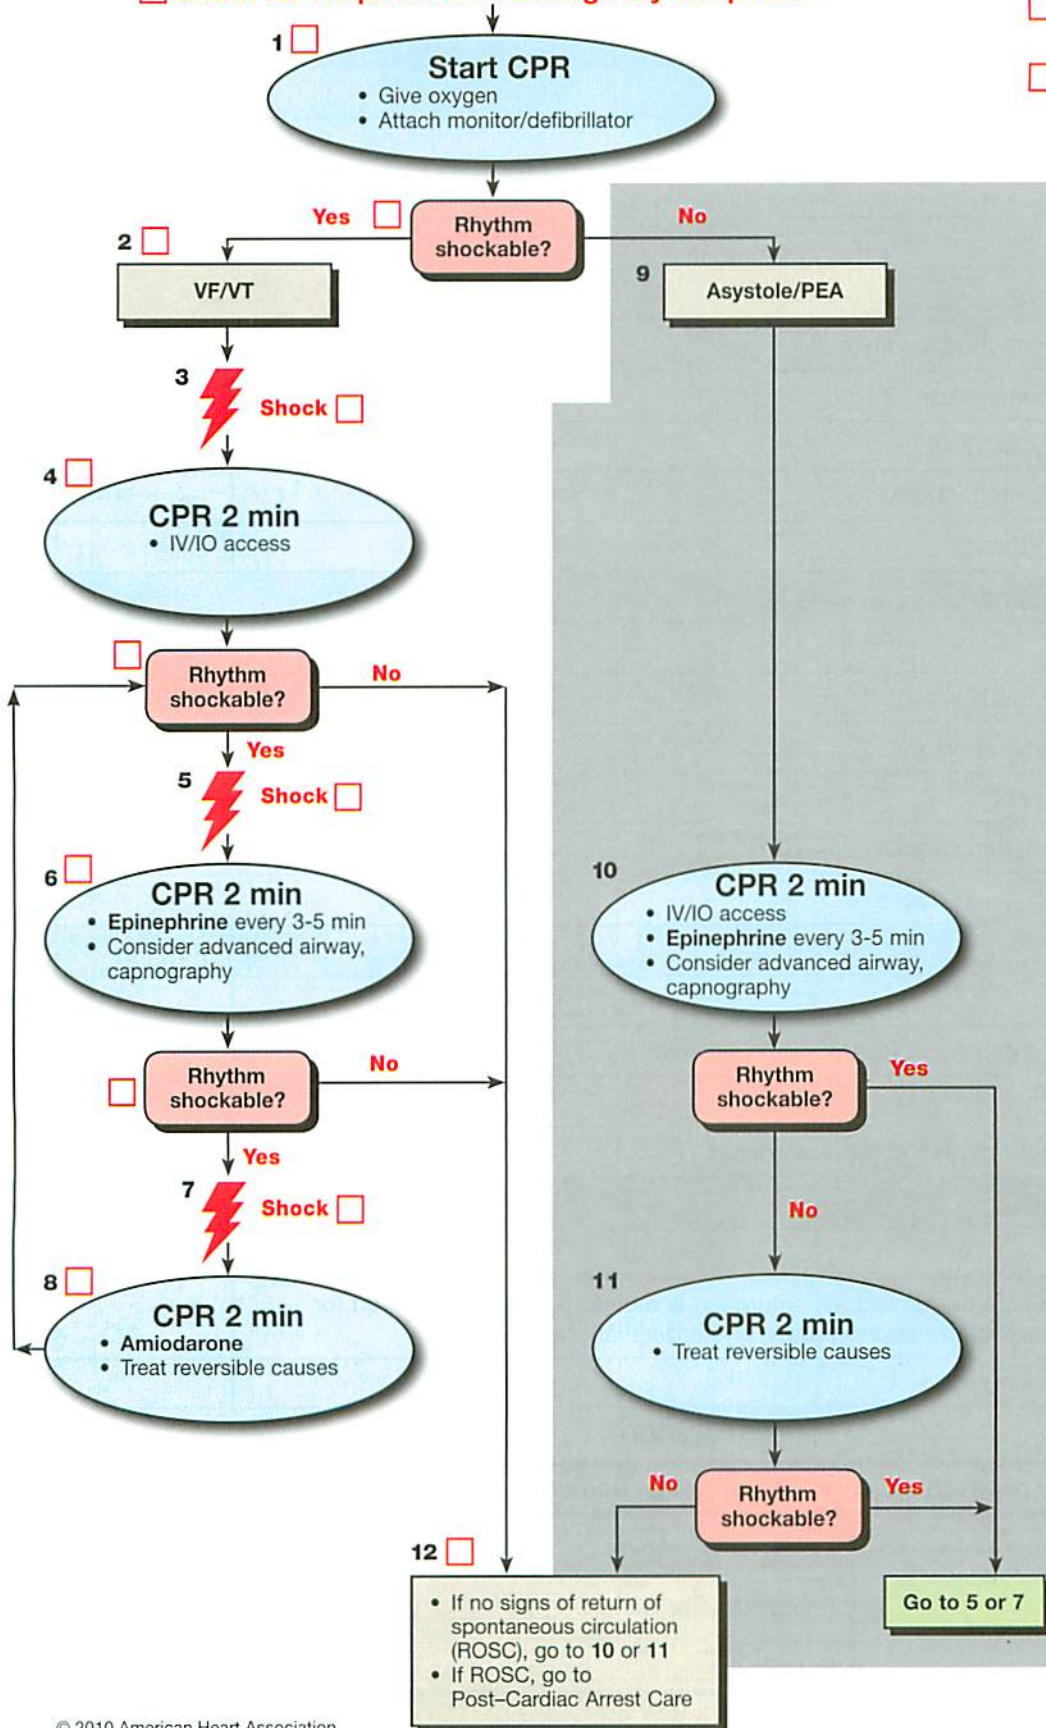 1
Start CPR
• Give oxygen
• Attach monitor/defibrillator
Yes
Rhythm
shockable?
No
2
VF/VT
9
Asystole/PEA
3
Shock
4
CPR 2 min
• IV/IO access
Rhythm
shockable?
No
Yes
5
Shock
6
CPR 2 min
• Epinephrine every 3-5 min
• Consider advanced airway,
capnography
10
CPR 2 min
• IV/IO access
• Epinephrine every 3-5 min
• Consider advanced airway,
capnography
Rhythm
shockable?
No
Yes
Rhythm
shockable?
Yes
No
7
Shock
8
CPR 2 min
• Amiodarone
• Treat reversible causes
11
CPR 2 min
• Treat reversible causes
No
Rhythm
shockable?
Yes
12
• If no signs of return of
spontaneous circulation
(ROSC), go to 10 or 11
• If ROSC, go to
Post–Cardiac Arrest Care
Go to 5 or 7
© 2010 American Heart Association